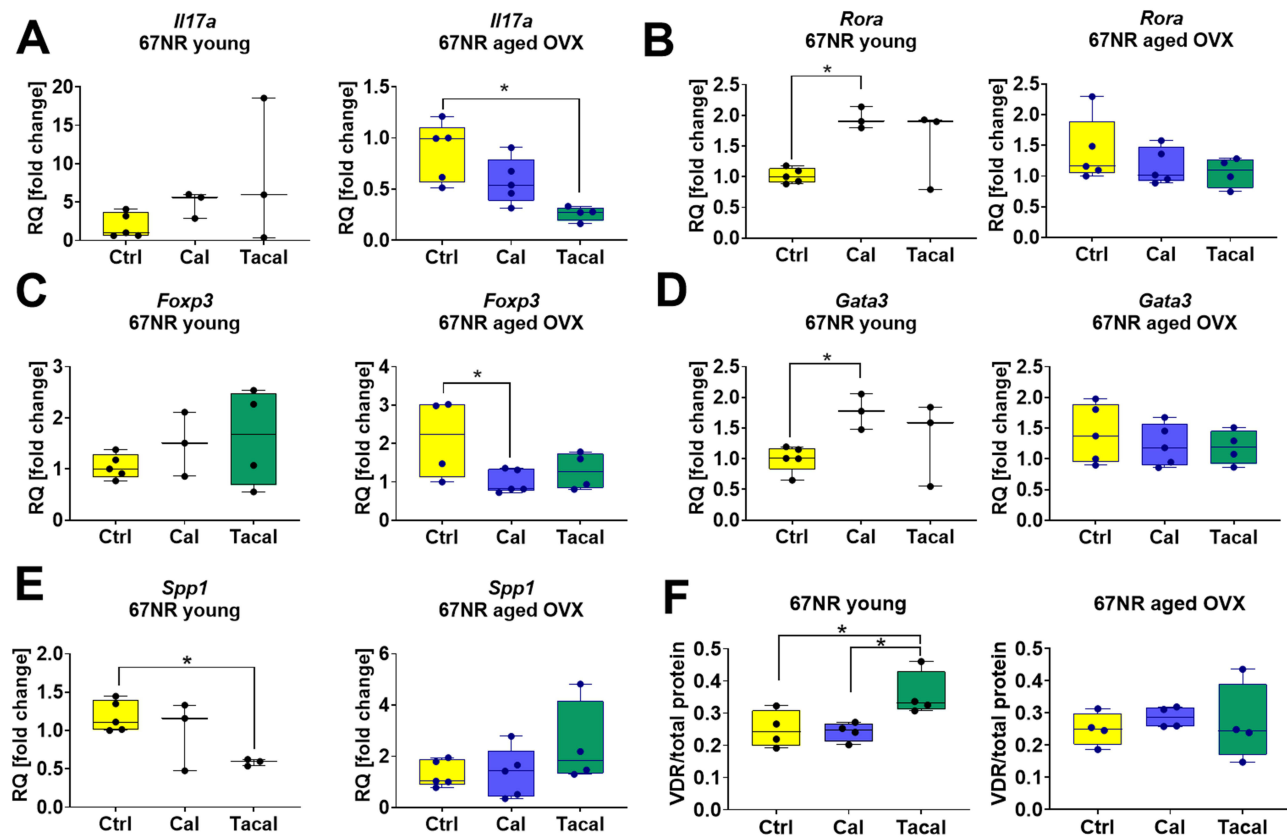 A
Il17a
67NR young
RQ [fold change]
20
15
10
5
0
Ctrl
Cal
Tacal
Il17a
67NR aged OVX
RQ [fold change]
1.5
1.0
0.5
0.0
*
Ctrl
Cal
Tacal
B
Rora
67NR young
RQ [fold change]
2.5
2.0
1.5
1.0
0.5
0.0
*
Ctrl
Cal
Tacal
Rora
67NR aged OVX
RQ [fold change]
2.5
2.0
1.5
1.0
0.5
0.0
Ctrl
Cal
Tacal
C
Foxp3
67NR young
RQ [fold change]
3
2
1
0
Ctrl
Cal
Tacal
Foxp3
67NR aged OVX
RQ [fold change]
4
3
2
1
0
*
Ctrl
Cal
Tacal
D
Gata3
67NR young
RQ [fold change]
2.5
2.0
1.5
1.0
0.5
0.0
*
Ctrl
Cal
Tacal
Gata3
67NR aged OVX
RQ [fold change]
2.5
2.0
1.5
1.0
0.5
0.0
Ctrl
Cal
Tacal
E
Spp1
67NR young
RQ [fold change]
2.0
1.5
1.0
0.5
0.0
*
Ctrl
Cal
Tacal
Spp1
67NR aged OVX
RQ [fold change]
6
4
2
0
Ctrl
Cal
Tacal
F
67NR young
VDR/total protein
0.5
0.4
0.3
0.2
0.1
0.0
*
*
Ctrl
Cal
Tacal
67NR aged OVX
VDR/total protein
0.5
0.4
0.3
0.2
0.1
0.0
Ctrl
Cal
Tacal